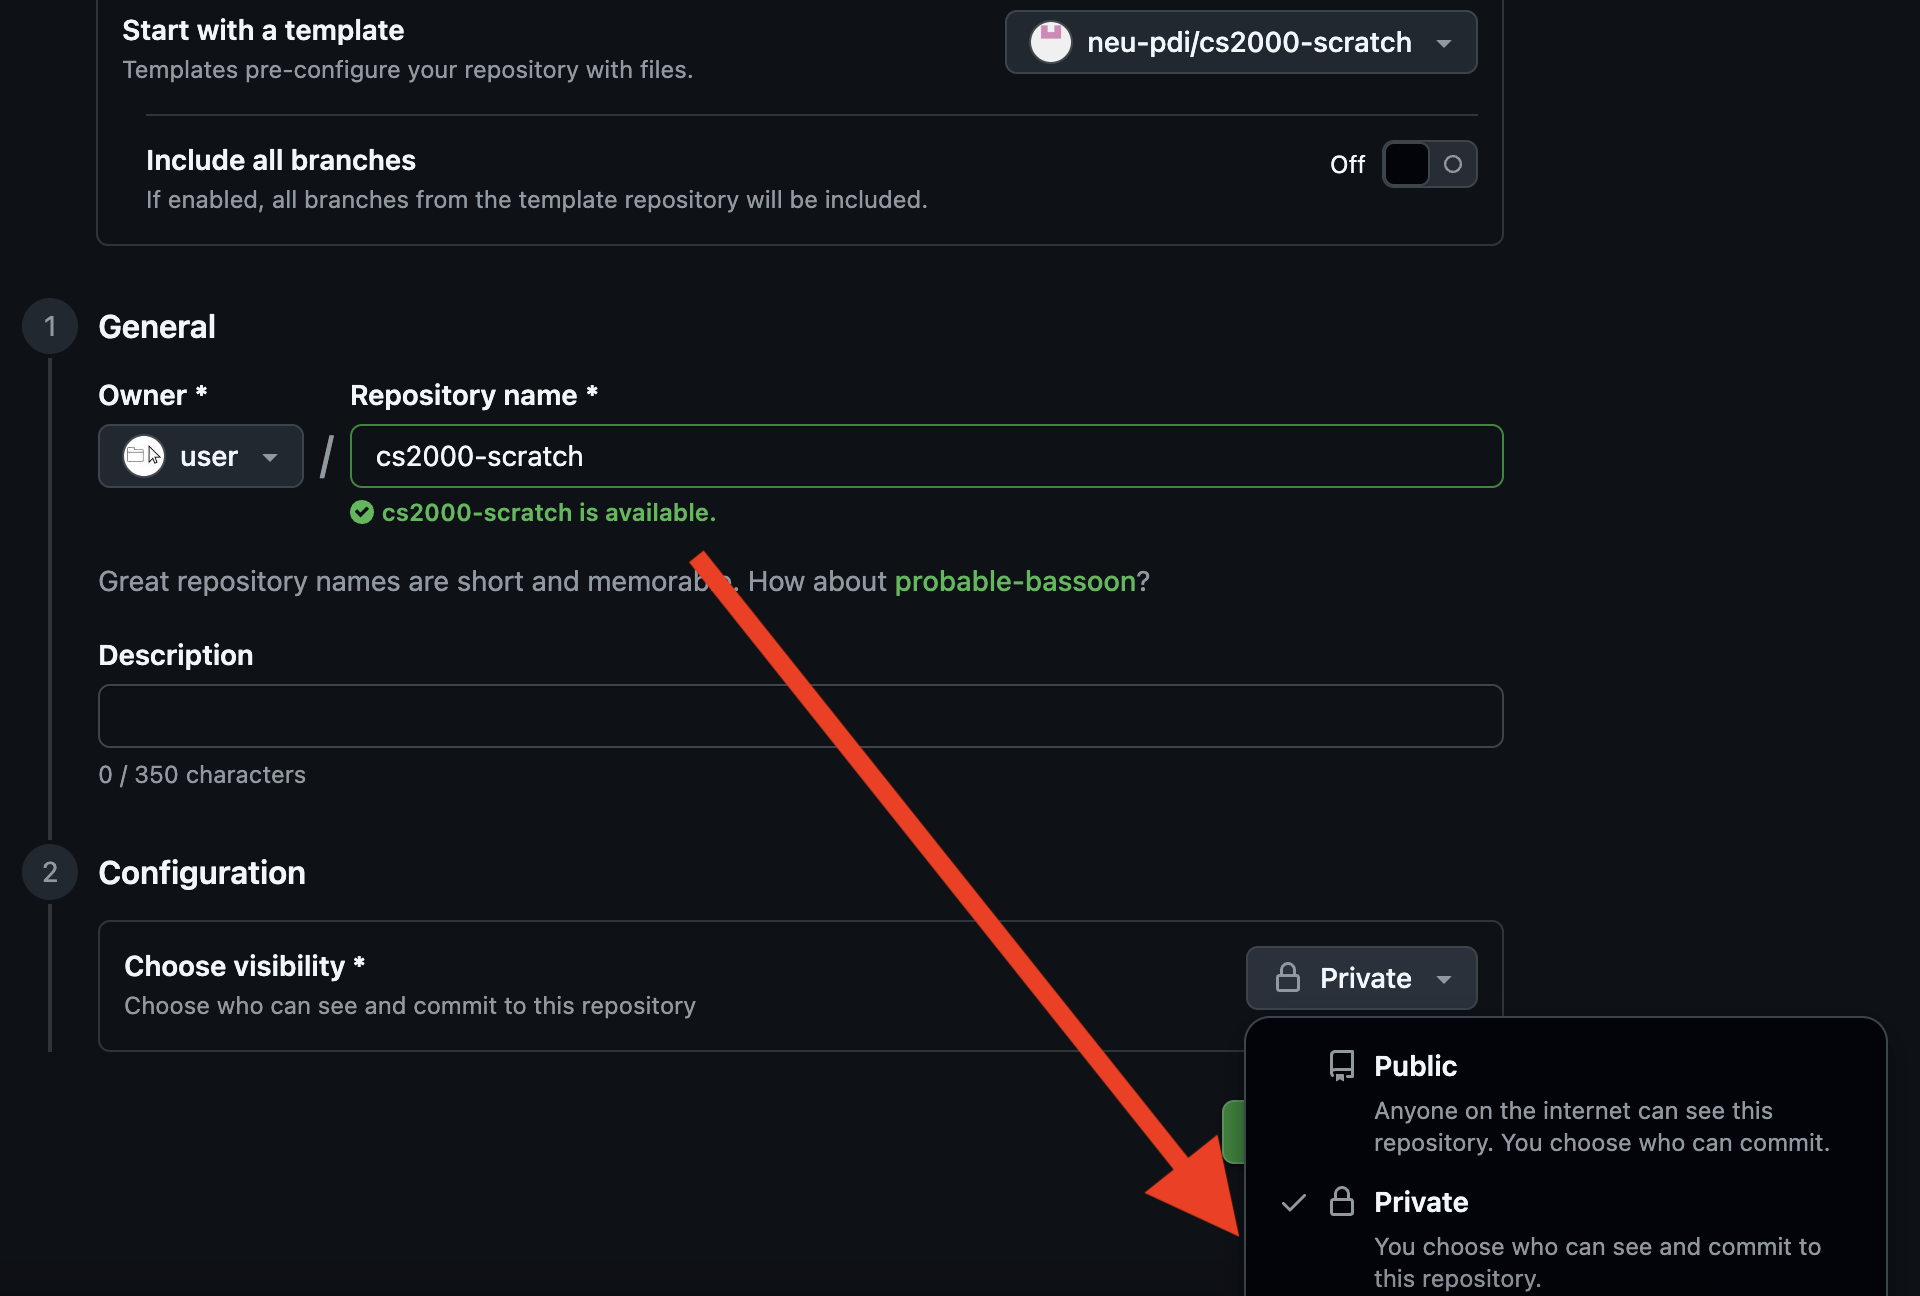 Start with a template
Templates pre-configure your repository with files.
neu-pdi/cs2000-scratch
Include all branches
If enabled, all branches from the template repository will be included.
Off
1
General
Owner *
Repository name *
user
/
cs2000-scratch
cs2000-scratch is available.
Great repository names are short and memorable. How about probable-bassoon?
Description
0 / 350 characters
2
Configuration
Choose visibility *
Choose who can see and commit to this repository
Private
Public
Anyone on the internet can see this
repository. You choose who can commit.
Private
You choose who can see and commit to
this repository.